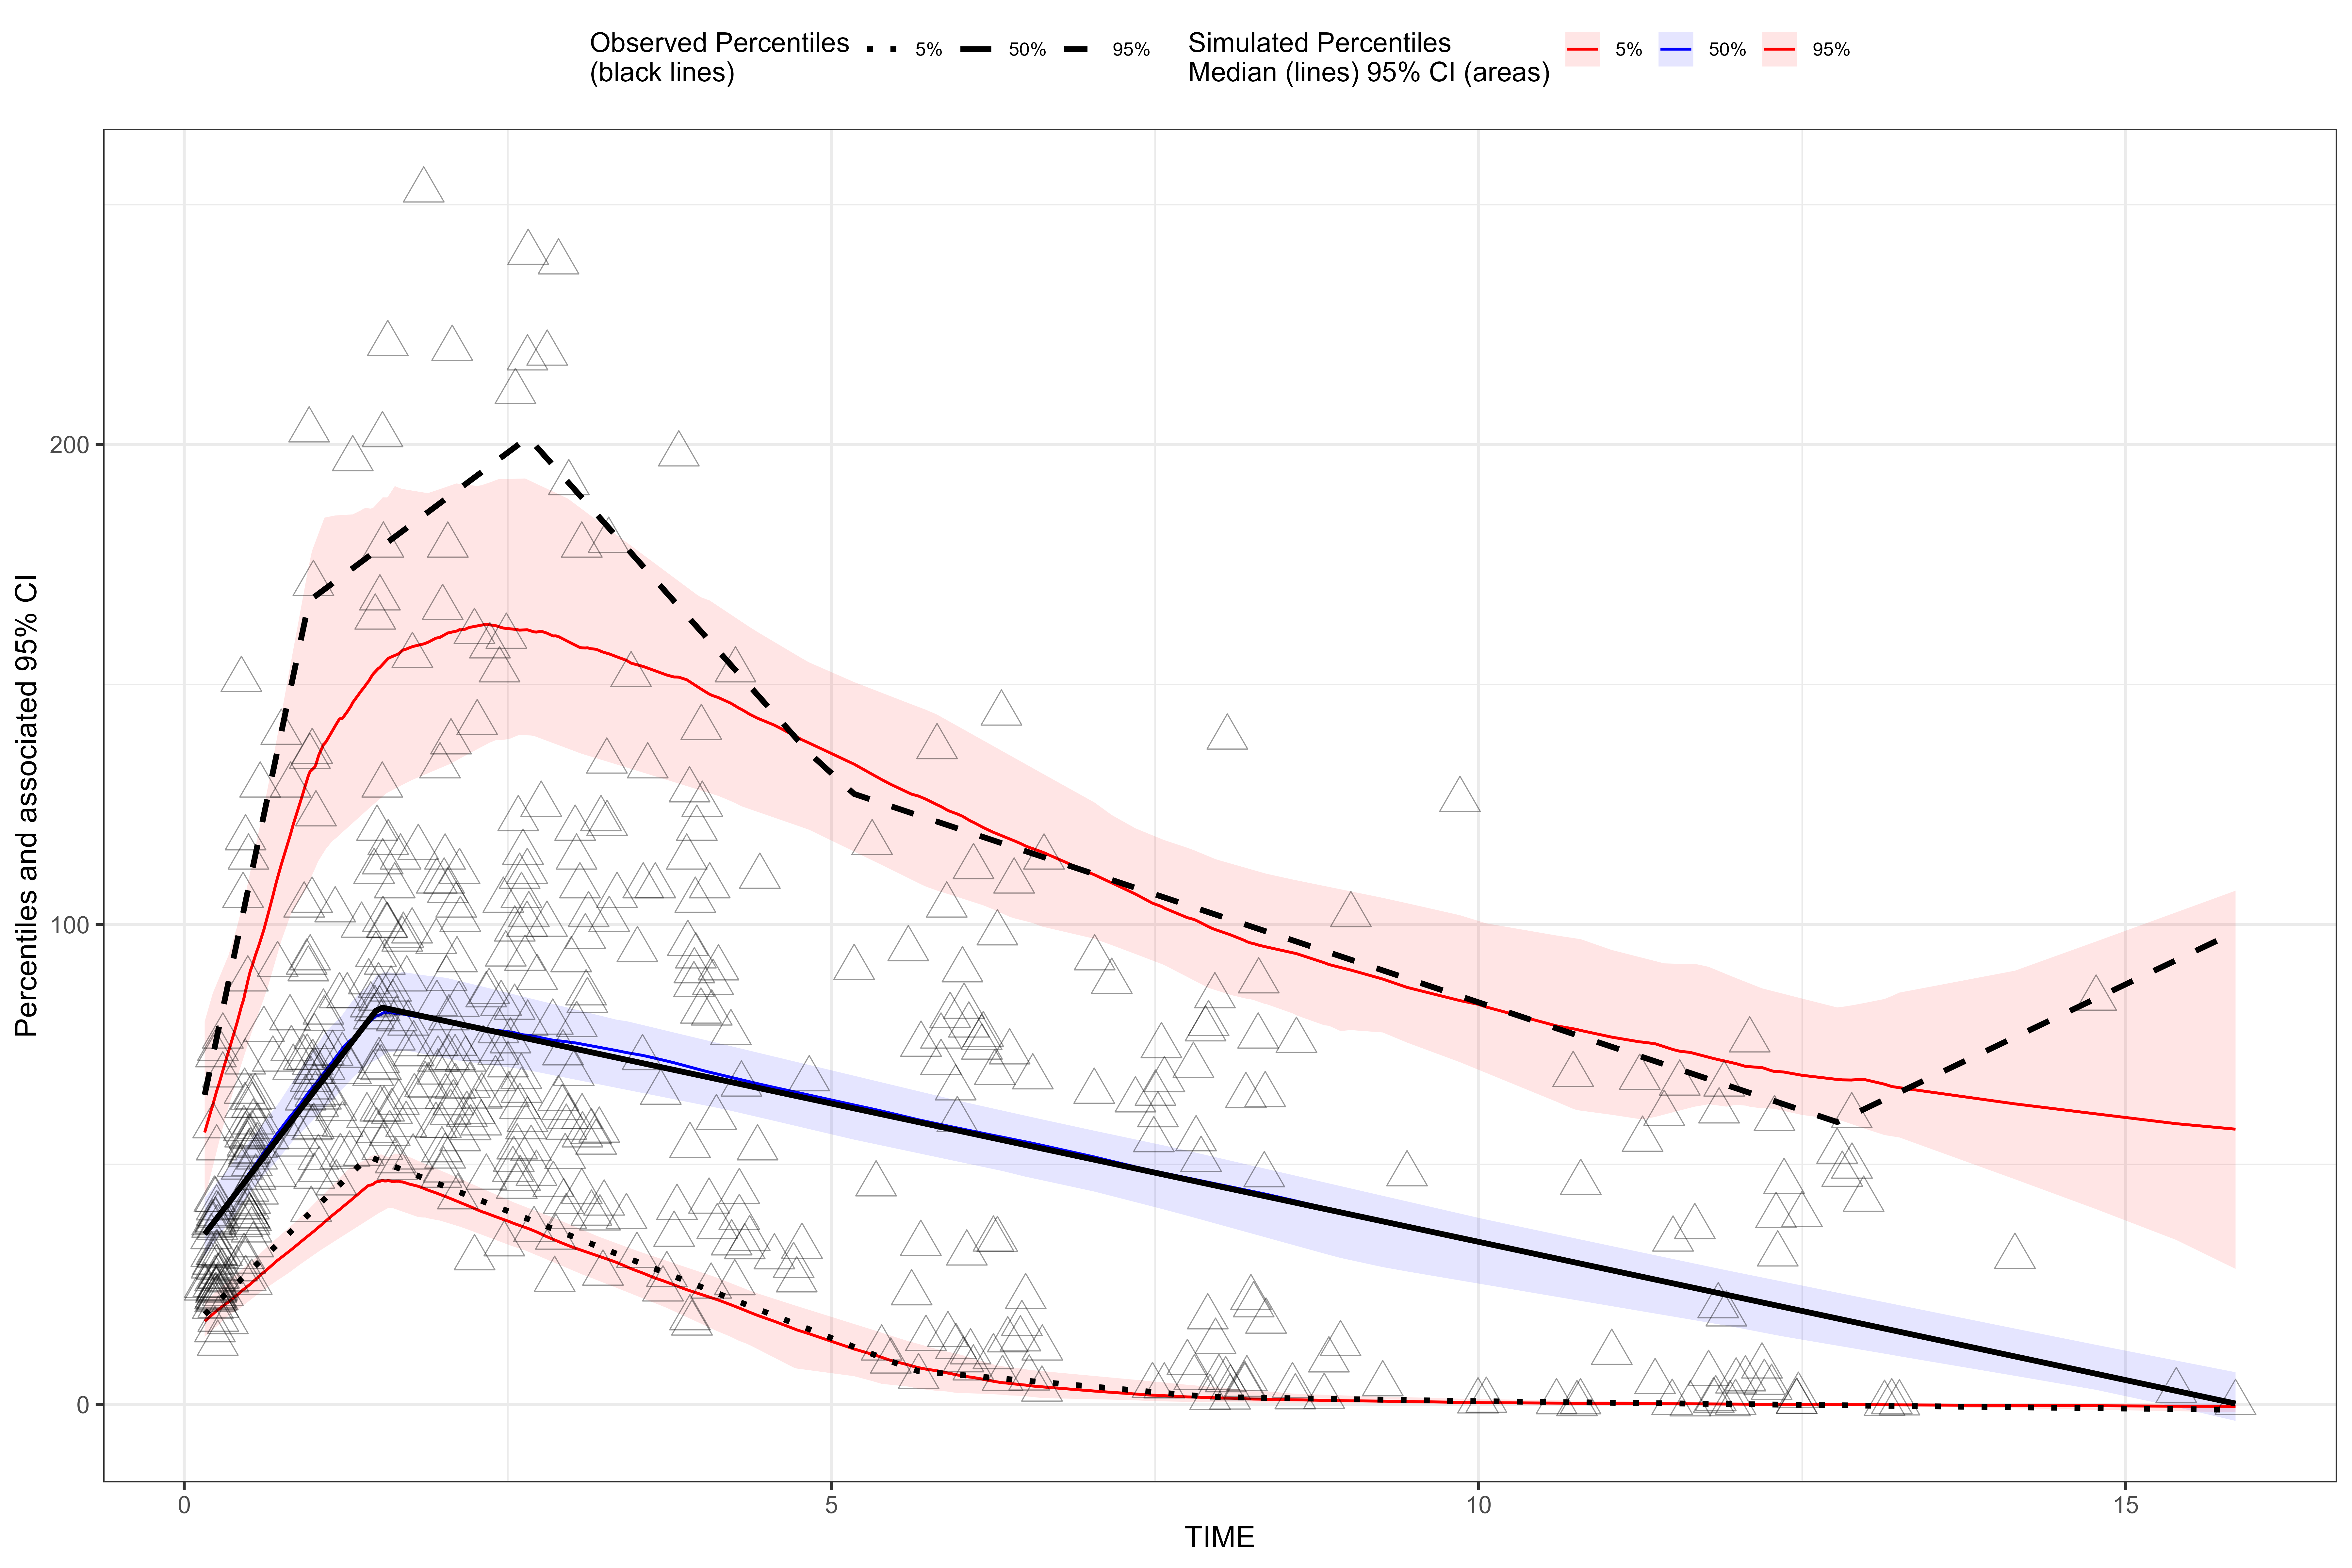 Observed Percentiles
(black lines)
5%
50%
95%
Simulated Percentiles
Median (lines) 95% CI (areas)
5%
50%
95%
Percentiles and associated 95% CI
200
100
0
0
5
10
15
TIME